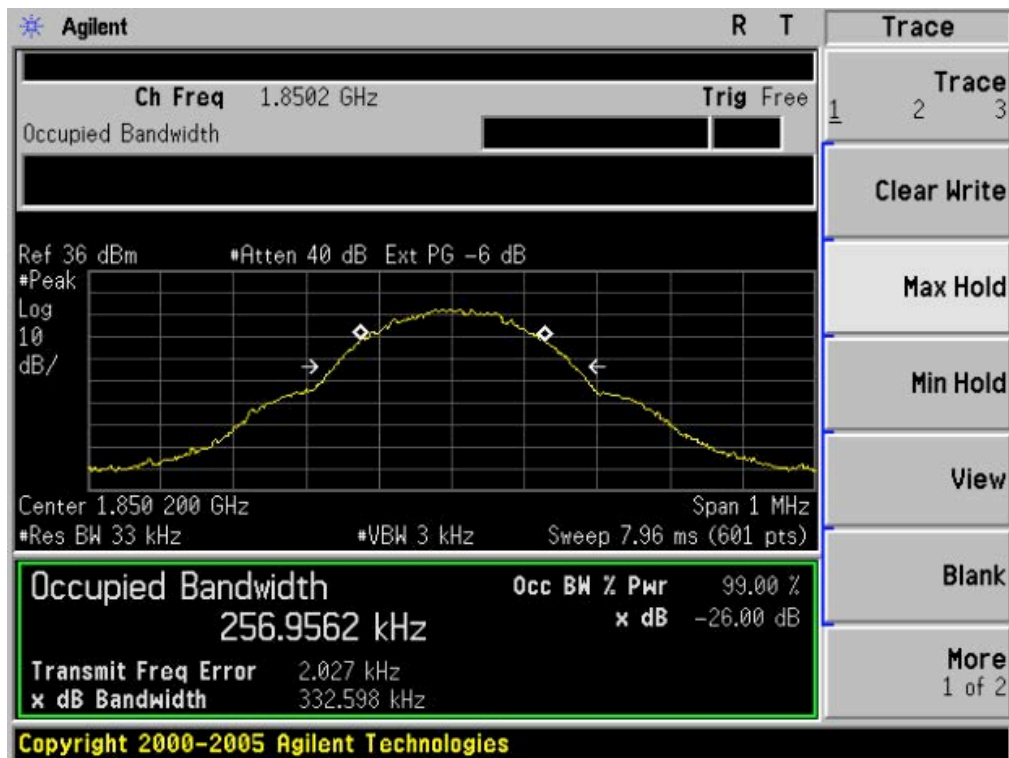 Agilent R T Trace
Ch Freq 1.8502 GHz Trig Free
Occupied Bandwidth
Trace
1 2 3
Clear Write
Ref 36 dBm #Atten 40 dB Ext PG -6 dB
#Peak
Log
10
dB/
Max Hold
Min Hold
View
Center 1.850 200 GHz Span 1 MHz
#Res BW 33 kHz #VBW 3 kHz Sweep 7.96 ms (601 pts)
Occupied Bandwidth Occ BW % Pwr 99.00 %
256.9562 kHz x dB -26.00 dB
Blank
Transmit Freq Error 2.027 kHz
x dB Bandwidth 332.598 kHz
More
1 of 2
Copyright 2000-2005 Agilent Technologies